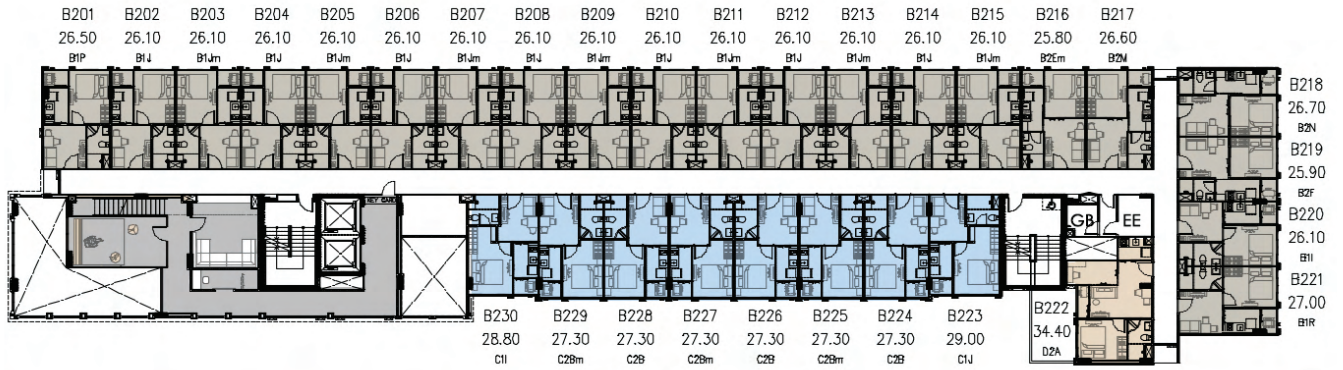 B201 B202 B203 B204 B205 B206 B207 B208 B209 B210 B211 B212 B213 B214 B215 B216 B217
26.50 26.10 26.10 26.10 26.10 26.10 26.10 26.10 26.10 26.10 26.10 26.10 26.10 26.10 26.10 25.80 26.60
B1P B1J B1Jm B1J B1Jm B1J B1Jm B1J B1Jm B1J B1Jm B1J B1Jm B1J B1Jm B2Em B2M
B218
26.70
B2N
B219
25.90
B2F
B220
26.10
B1I
B221
27.00
B1R
KEY CARD
GB EE
B230 B229 B228 B227 B226 B225 B224 B223 B222
28.80 27.30 27.30 27.30 27.30 27.30 27.30 29.00 34.40
C1I C2Bm C2B C2Bm C2B C2Bm C2B C1J D.2A